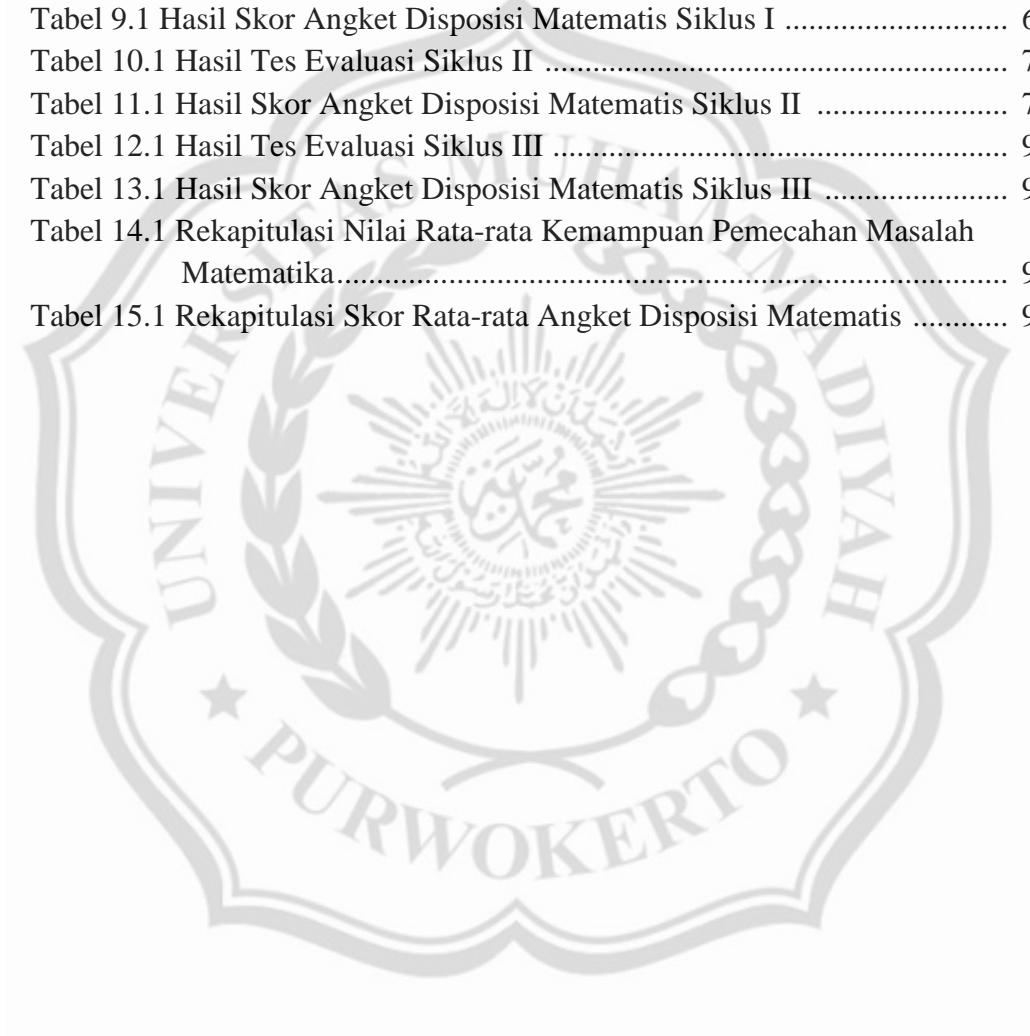 Tabel 9.1 Hasil Skor Angket Disposisi Matematis Siklus I ........................... 6
Tabel 10.1 Hasil Tes Evaluasi Siklus II ........................................................ 7
Tabel 11.1 Hasil Skor Angket Disposisi Matematis Siklus II ....................... 7
Tabel 12.1 Hasil Tes Evaluasi Siklus III ....................................................... 9
Tabel 13.1 Hasil Skor Angket Disposisi Matematis Siklus III ...................... 9
Tabel 14.1 Rekapitulasi Nilai Rata-rata Kemampuan Pemecahan Masalah
Matematika................................................................................. 9
Tabel 15.1 Rekapitulasi Skor Rata-rata Angket Disposisi Matematis ............ 9
UNIVERSITAS MUHAMMADIYAH
PURWOKERTO